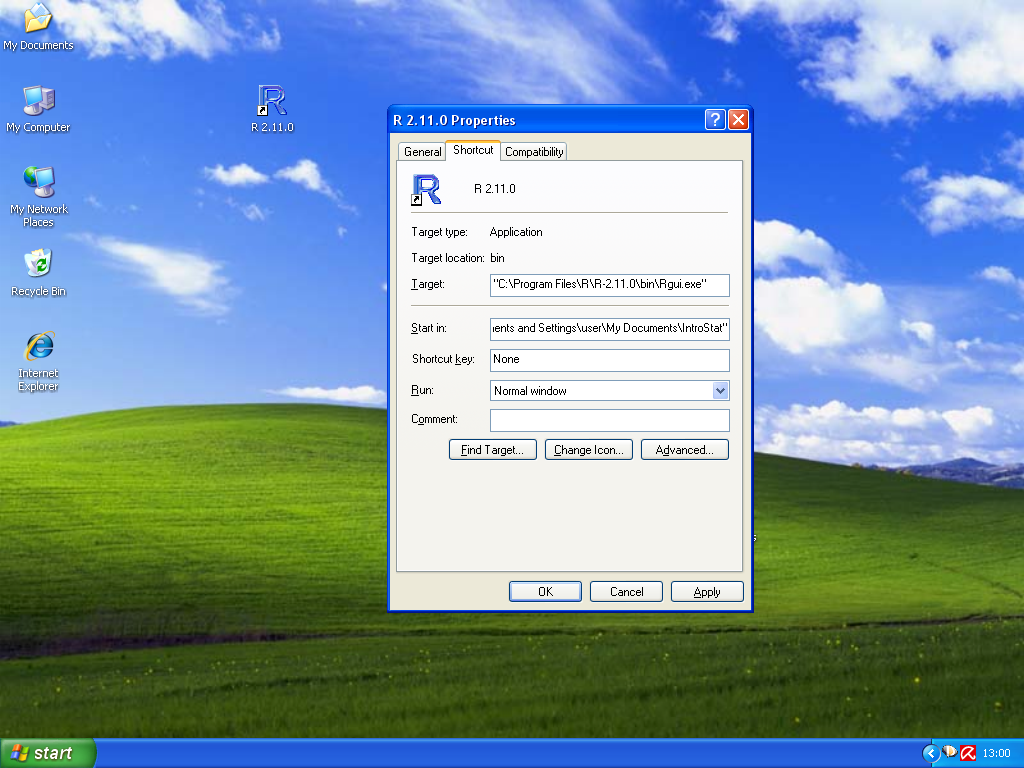 My Documents
My Computer
My Network
Places
Recycle Bin
Internet
Explorer
R 2.11.0
R 2.11.0 Properties
General
Shortcut
Compatibility
R 2.11.0
Target type: Application
Target location: bin
Target: "C:\Program Files\R\R-2.11.0\bin\Rgui.exe"
Start in: ents and Settings\user\My Documents\IntroStat"
Shortcut key: None
Run: Normal window
Comment:
Find Target...
Change Icon...
Advanced...
OK
Cancel
Apply
start
13:00